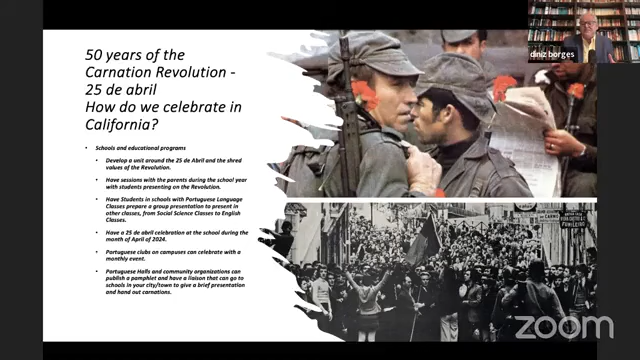 50 years of the
Carnation Revolution -
25 de abril
How do we celebrate in
California?
• Schools and educational programs
• Develop a unit around the 25 de Abril and the shred
values of the Revolution.
• Have sessions with the parents during the school year
with students presenting on the Revolution.
• Have Students in schools with Portuguese Language
Classes prepare a group presentation to present in
other classes, from Social Science Classes to English
Classes.
• Have a 25 de abril celebration at the school during the
month of April of 2024.
• Portuguese clubs on campuses can celebrate with a
monthly event.
• Portuguese Halls and community organizations can
publish a pamphlet and have a liaison that can go to
schools in your city/town to give a brief presentation
and hand out carnations.
diniz borges
zoom